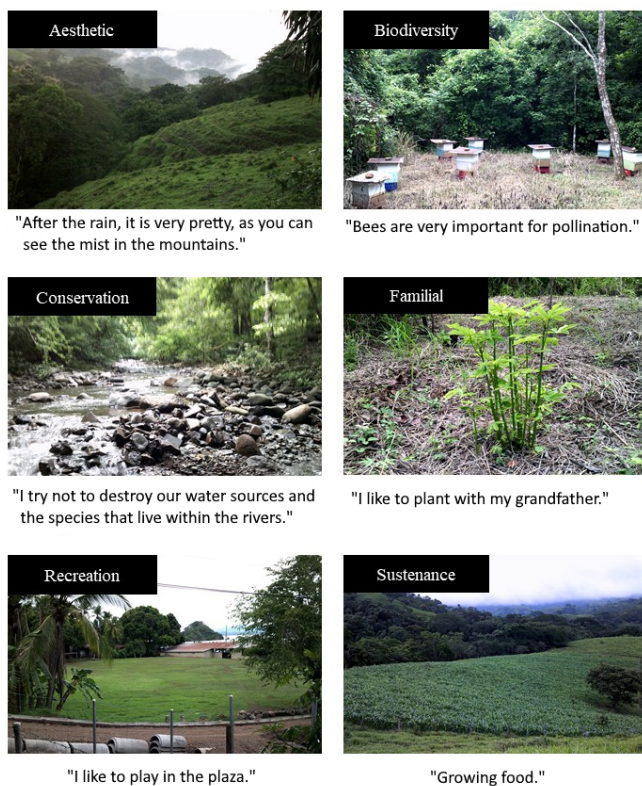 Aesthetic
Biodiversity
"After the rain, it is very pretty, as you can
see the mist in the mountains."
"Bees are very important for pollination."
Conservation
Familial
"I try not to destroy our water sources and
the species that live within the rivers."
"I like to plant with my grandfather."
Recreation
Sustenance
"I like to play in the plaza."
"Growing food."